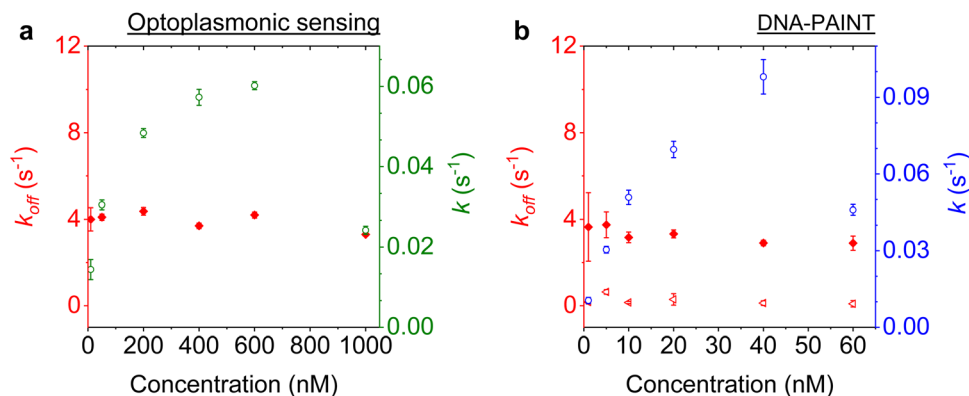 a
Optoplasmonic sensing
12
8
4
0
k_off (s⁻¹)
0.06
0.04
0.02
0.00
k (s⁻¹)
0 200 400 600 800 1000
Concentration (nM)
b
DNA-PAINT
12
8
4
0
k_off (s⁻¹)
0.09
0.06
0.03
0.00
k (s⁻¹)
0 10 20 30 40 50 60
Concentration (nM)